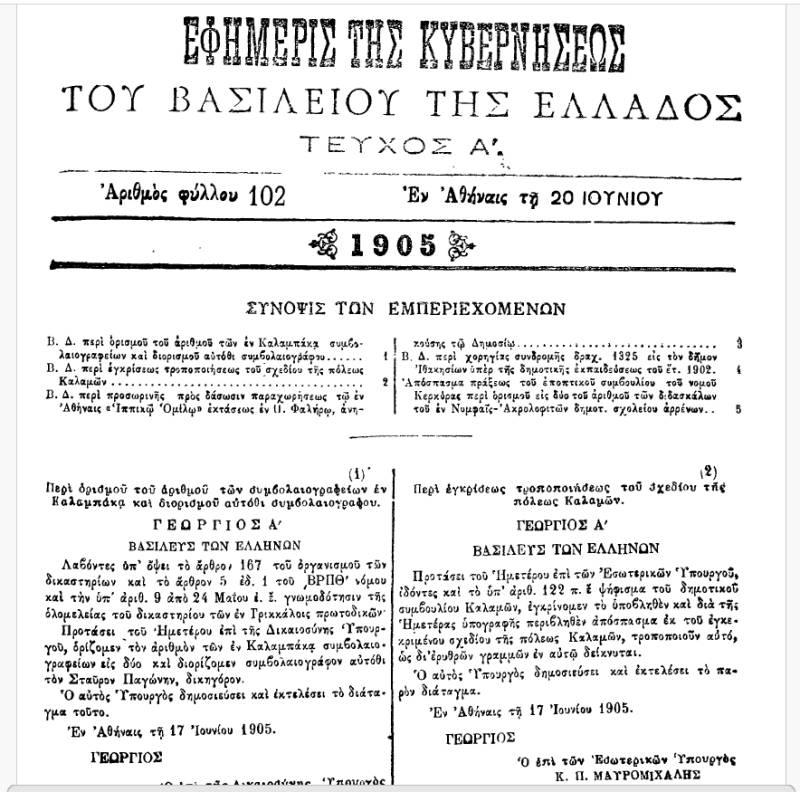 ΕΦΗΜΕΡΙΣ ΤΗΣ ΚΥΒΕΡΝΗΣΕΩΣ
ΤΟΥ ΒΑΣΙΛΕΙΟΥ ΤΗΣ ΕΛΛΑΔΟΣ
ΤΕΥΧΟΣ Α'.
Ἀριθμὸς φύλλου 102
Ἐν Ἀθήναις τῇ 20 ΙΟΥΝΙΟΥ
1905
ΣΥΝΟΨΙΣ ΤΩΝ ΕΜΠΕΡΙΕΧΟΜΕΝΩΝ
Β. Δ. περὶ ὁρισμοῦ τοῦ ἀριθμοῦ τῶν ἐν Καλαμπάκᾳ συμβο-
λαιογραφείων καὶ διορισμοῦ αὐτόθι συμβολαιογράφου...... 1
Β. Δ. περὶ ἐγκρίσεως τροποποιήσεως τοῦ σχεδίου τῆς πόλεως
Καλαμῶν ................................................ 2
Β. Δ. περὶ προσωρινῆς πρὸς δάσωσιν παραχωρήσεως τῷ ἐν
Ἀθήναις «Ἱππικῷ Ὁμίλῳ» ἐκτάσεως ἐν Π. Φαλήρῳ, ἀνη-
κούσης τῷ Δημοσίῳ................................ 3
Β. Δ. περὶ χορηγίας συνδρομῆς δραχ. 1325 εἰς τὸν δῆμον
Ἰθακησίων ὑπὲρ τῆς δημοτικῆς ἐκπαιδεύσεως τοῦ ἔτ. 1902. 4
Ἀπόσπασμα πράξεως τοῦ ἐποπτικοῦ συμβουλίου τοῦ νομοῦ
Κερκύρας περὶ ὁρισμοῦ εἰς δύο τοῦ ἀριθμοῦ τῶν διδασκάλων
τοῦ ἐν Νυμφαῖς-Ἀκρολοφιτῶν δημοτ. σχολείου ἀρρένων.. 5
(1)
Περὶ ὁρισμοῦ τοῦ ἀριθμοῦ τῶν συμβολαιογραφείων ἐν
Καλαμπάκᾳ καὶ διορισμοῦ αὐτόθι συμβολαιογράφου.
ΓΕΩΡΓΙΟΣ Α'
ΒΑΣΙΛΕΥΣ ΤΩΝ ΕΛΛΗΝΩΝ
Λαβόντες ὑπ' ὄψει τὸ ἄρθρον 167 τοῦ ὀργανισμοῦ τῶν
δικαστηρίων καὶ τὸ ἄρθρον 5 ἐδ. 1 τοῦ ͵ΒΡΠΘ' νόμου
καὶ τὴν ὑπ' ἀριθ. 9 ἀπὸ 24 Μαΐου ἐ. ἔ. γνωμοδότησιν τῆς
ὁλομελείας τοῦ δικαστηρίου τῶν ἐν Τρικκάλοις πρωτοδικῶν·
Προτάσει τοῦ Ἡμετέρου ἐπὶ τῆς Δικαιοσύνης Ὑπουρ-
γοῦ, ὁρίζομεν τὸν ἀριθμὸν τῶν ἐν Καλαμπάκᾳ συμβολαιο-
γραφείων εἰς δύο καὶ διορίζομεν συμβολαιογράφον αὐτόθι
τὸν Σταῦρον Παγώνην, δικηγόρον.
Ὁ αὐτὸς Ὑπουργὸς δημοσιεύσει καὶ ἐκτελέσει τὸ διάτα-
γμα τοῦτο.
Ἐν Ἀθήναις τῇ 17 Ἰουνίου 1905.
ΓΕΩΡΓΙΟΣ
Ὁ ἐπὶ τῆς Δικαιοσύνης Ὑπουργὸς
(2)
Περὶ ἐγκρίσεως τροποποιήσεως τοῦ σχεδίου τῆς
πόλεως Καλαμῶν.
ΓΕΩΡΓΙΟΣ Α'
ΒΑΣΙΛΕΥΣ ΤΩΝ ΕΛΛΗΝΩΝ
Προτάσει τοῦ Ἡμετέρου ἐπὶ τῶν Ἐσωτερικῶν Ὑπουργοῦ,
ἰδόντες καὶ τὸ ὑπ' ἀριθ. 122 π. ἔ ψήφισμα τοῦ δημοτικοῦ
συμβουλίου Καλαμῶν, ἐγκρίνομεν τὸ ὑποβληθὲν καὶ διὰ τῆς
Ἡμετέρας ὑπογραφῆς περιβληθὲν ἀπόσπασμα ἐκ τοῦ ἐγκε-
κριμένου σχεδίου τῆς πόλεως Καλαμῶν, τροποποιοῦν αὐτό,
ὡς δι' ἐρυθρῶν γραμμῶν ἐν αὐτῷ δείκνυται.
Ὁ αὐτὸς Ὑπουργὸς δημοσιεύσει καὶ ἐκτελέσει τὸ πα-
ρὸν διάταγμα.
Ἐν Ἀθήναις τῇ 17 Ἰουνίου 1905.
ΓΕΩΡΓΙΟΣ
Ὁ ἐπὶ τῶν Ἐσωτερικῶν Ὑπουργὸς
Κ. Π. ΜΑΥΡΟΜΙΧΑΛΗΣ